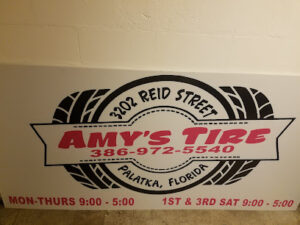 3202 REID STREET
AMY'S TIRE
386-972-5540
PALATKA, FLORIDA
MON-THURS 9:00 - 5:00 1ST & 3RD SAT 9:00 - 5:00